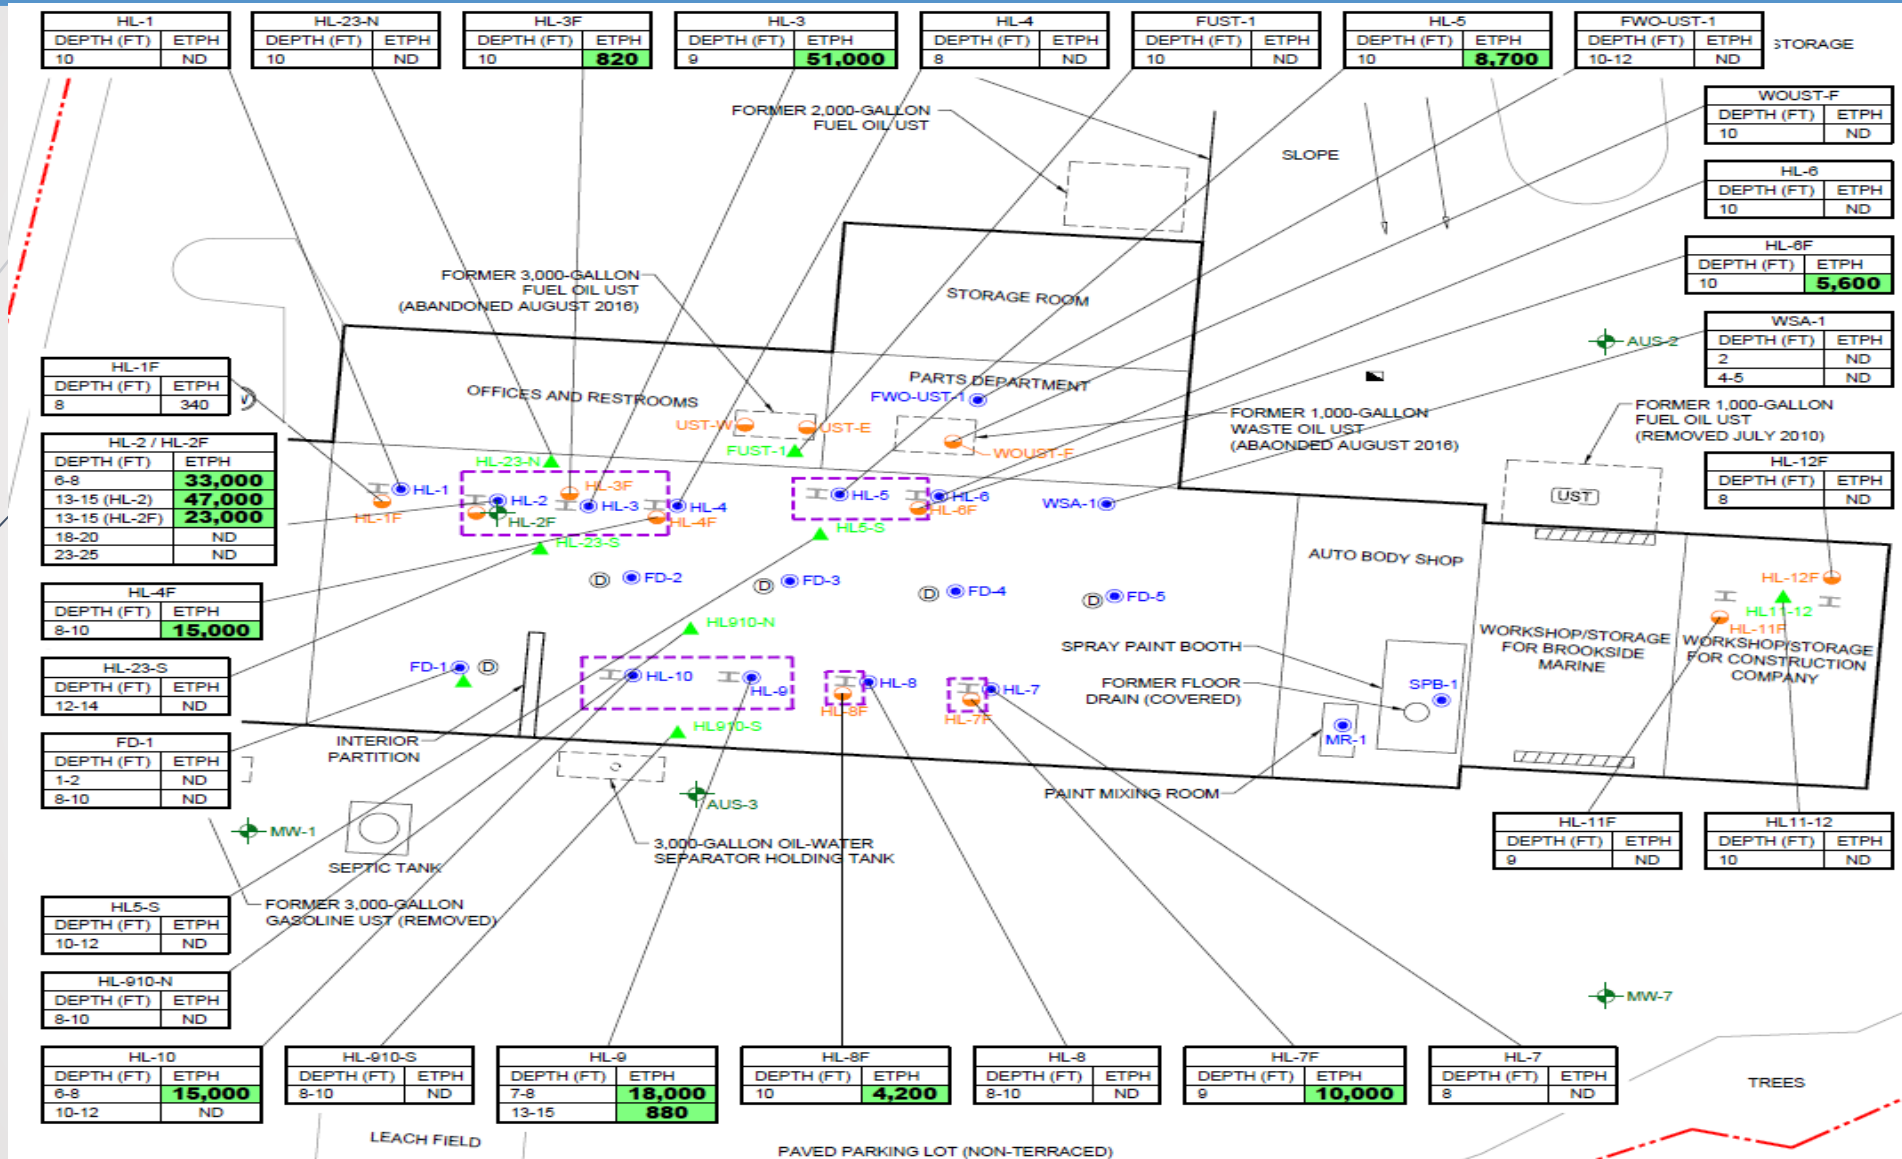 HL-1
DEPTH (FT) ETPH
10 ND
HL-23-N
DEPTH (FT) ETPH
10 ND
HL-3F
DEPTH (FT) ETPH
10 820
HL-3
DEPTH (FT) ETPH
9 51,000
HL-4
DEPTH (FT) ETPH
8 ND
FUST-1
DEPTH (FT) ETPH
10 ND
HL-5
DEPTH (FT) ETPH
10 8,700
FWO-UST-1
DEPTH (FT) ETPH
10-12 ND
STORAGE
WOUST-F
DEPTH (FT) ETPH
10 ND
HL-6
DEPTH (FT) ETPH
10 ND
HL-6F
DEPTH (FT) ETPH
10 5,600
WSA-1
DEPTH (FT) ETPH
2 ND
4-5 ND
FORMER 2,000-GALLON
FUEL OIL UST
SLOPE
FORMER 3,000-GALLON
FUEL OIL UST
(ABANDONED AUGUST 2016)
STORAGE ROOM
AUS-2
HL-1F
DEPTH (FT) ETPH
8 340
OFFICES AND RESTROOMS
PARTS DEPARTMENT
FWO-UST-1
UST-W
UST-E
FUST-1
WOUST-F
FORMER 1,000-GALLON
WASTE OIL UST
(ABAONDED AUGUST 2016)
FORMER 1,000-GALLON
FUEL OIL UST
(REMOVED JULY 2010)
HL-12F
DEPTH (FT) ETPH
8 ND
HL-2 / HL-2F
DEPTH (FT) ETPH
6-8 33,000
13-15 (HL-2) 47,000
13-15 (HL-2F) 23,000
18-20 ND
23-25 ND
HL-23-N
HL-1
HL-1F
HL-2
HL-2F
HL-3F
HL-3
HL-4
HL-4F
HL-23-S
HL-5
HL-6
HL-6F
HL5-S
WSA-1
UST
AUTO BODY SHOP
HL-4F
DEPTH (FT) ETPH
8-10 15,000
D FD-2
D FD-3
D FD-4
D FD-5
HL-12F
HL11-12
HL-11F
HL-23-S
DEPTH (FT) ETPH
12-14 ND
HL910-N
FD-1 D
HL-10
HL-9
HL-8
HL-8F
HL-7
HL-7F
HL910-S
SPRAY PAINT BOOTH
FORMER FLOOR
DRAIN (COVERED)
SPB-1
MR-1
WORKSHOP/STORAGE
FOR BROOKSIDE
MARINE
WORKSHOP/STORAGE
FOR CONSTRUCTION
COMPANY
FD-1
DEPTH (FT) ETPH
1-2 ND
8-10 ND
INTERIOR
PARTITION
PAINT MIXING ROOM
AUS-3
MW-1
SEPTIC TANK
3,000-GALLON OIL-WATER
SEPARATOR HOLDING TANK
HL-11F
DEPTH (FT) ETPH
9 ND
HL11-12
DEPTH (FT) ETPH
10 ND
HL5-S
DEPTH (FT) ETPH
10-12 ND
FORMER 3,000-GALLON
GASOLINE UST (REMOVED)
HL-910-N
DEPTH (FT) ETPH
8-10 ND
MW-7
HL-10
DEPTH (FT) ETPH
6-8 15,000
10-12 ND
HL-910-S
DEPTH (FT) ETPH
8-10 ND
HL-9
DEPTH (FT) ETPH
7-8 18,000
13-15 880
HL-8F
DEPTH (FT) ETPH
10 4,200
HL-8
DEPTH (FT) ETPH
8-10 ND
HL-7F
DEPTH (FT) ETPH
9 10,000
HL-7
DEPTH (FT) ETPH
8 ND
TREES
LEACH FIELD
PAVED PARKING LOT (NON-TERRACED)